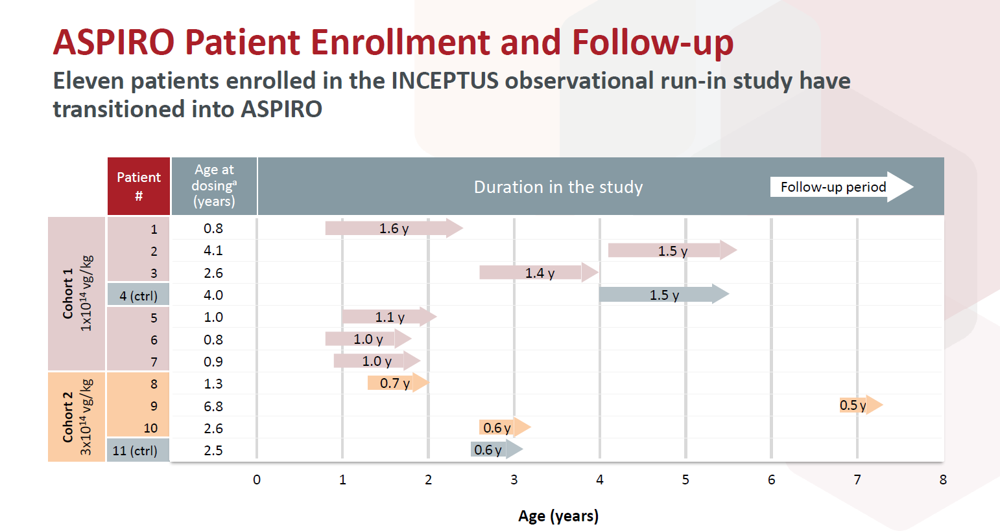 ASPIRO Patient Enrollment and Follow-up
Eleven patients enrolled in the INCEPTUS observational run-in study have
transitioned into ASPIRO
Patient
#
Age at
dosingᵃ
(years)
Duration in the study
Follow-up period
Cohort 1
1x10¹⁴ vg/kg
1 0.8 1.6 y
2 4.1 1.5 y
3 2.6 1.4 y
4 (ctrl) 4.0 1.5 y
5 1.0 1.1 y
6 0.8 1.0 y
7 0.9 1.0 y
Cohort 2
3x10¹⁴ vg/kg
8 1.3 0.7 y
9 6.8 0.5 y
10 2.6 0.6 y
11 (ctrl) 2.5 0.6 y
0 1 2 3 4 5 6 7 8
Age (years)